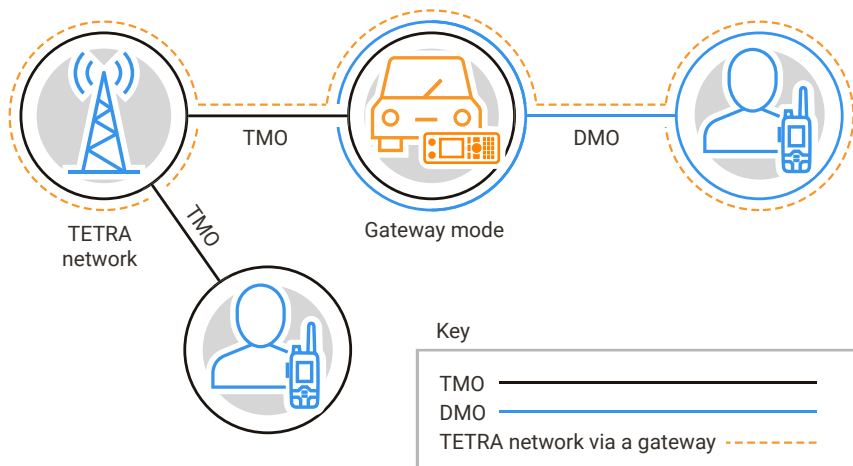 TMO
DMO
TETRA
network
Gateway mode
TMO
Key
TMO
DMO
TETRA network via a gateway